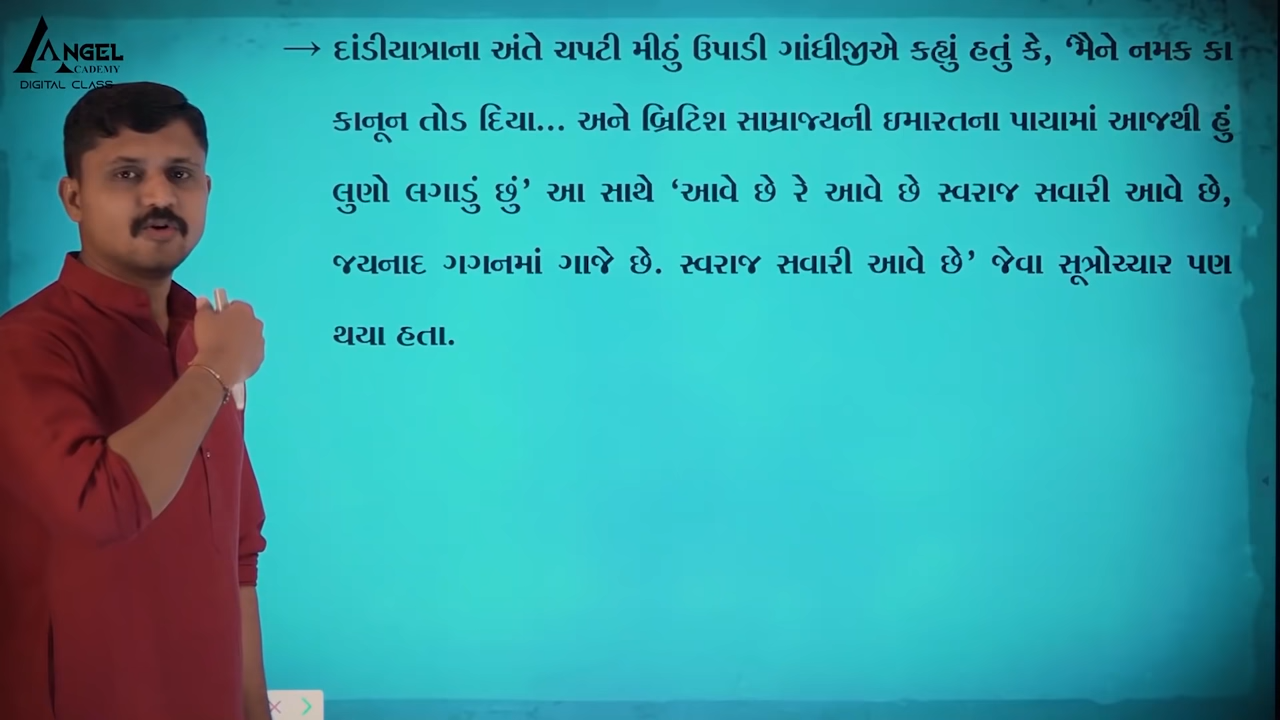 ANGEL
ACADEMY
DIGITAL CLASS
→ દાંડીયાત્રાના અંતે ચપટી મીઠું ઉપાડી ગાંધીજીએ કહ્યું હતું કે, ‘મૈને નમક કા
કાનૂન તોડ દિયા... અને બ્રિટિશ સામ્રાજ્યની ઇમારતના પાયામાં આજથી હું
લુણો લગાડું છું’ આ સાથે ‘આવે છે રે આવે છે સ્વરાજ સવારી આવે છે,
જયનાદ ગગનમાં ગાજે છે. સ્વરાજ સવારી આવે છે’ જેવા સૂત્રોચ્ચાર પણ
થયા હતા.